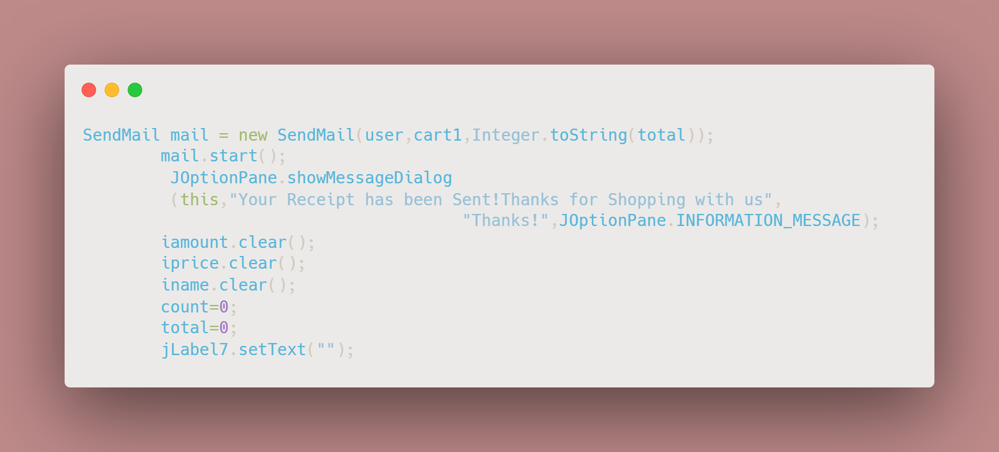 SendMail mail = new SendMail(user,cart1,Integer.toString(total));
        mail.start();
         JOptionPane.showMessageDialog
         (this,"Your Receipt has been Sent!Thanks for Shopping with us",
                                       "Thanks!",JOptionPane.INFORMATION_MESSAGE);
        iamount.clear();
        iprice.clear();
        iname.clear();
        count=0;
        total=0;
        jLabel7.setText("");